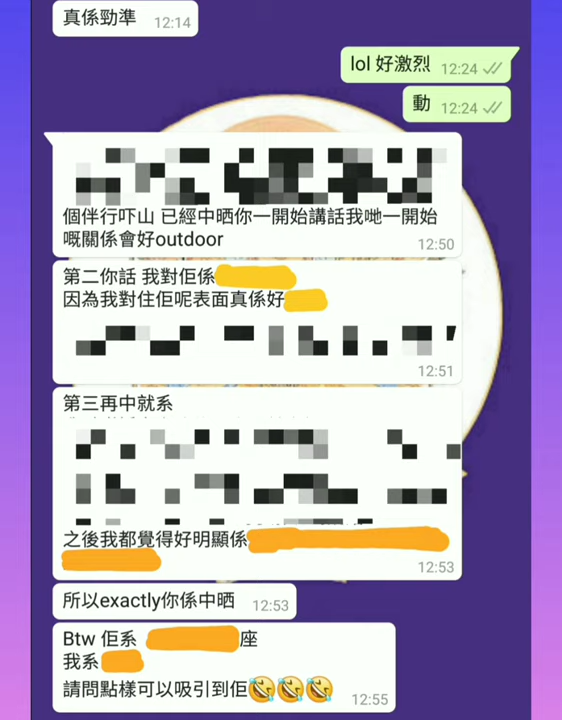 真係勁準 12:14
lol 好激烈 12:24
動 12:24
個伴行吓山 已經中晒你一開始講話我哋一開始
嘅關係會好outdoor 12:50
第二你話 我對佢係
因為我對住佢呢表面真係好
12:51
第三再中就系
之後我都覺得好明顯係
12:53
所以exactly你係中晒 12:53
Btw 佢系 座
我系
請問點樣可以吸引到佢🤣🤣🤣 12:55